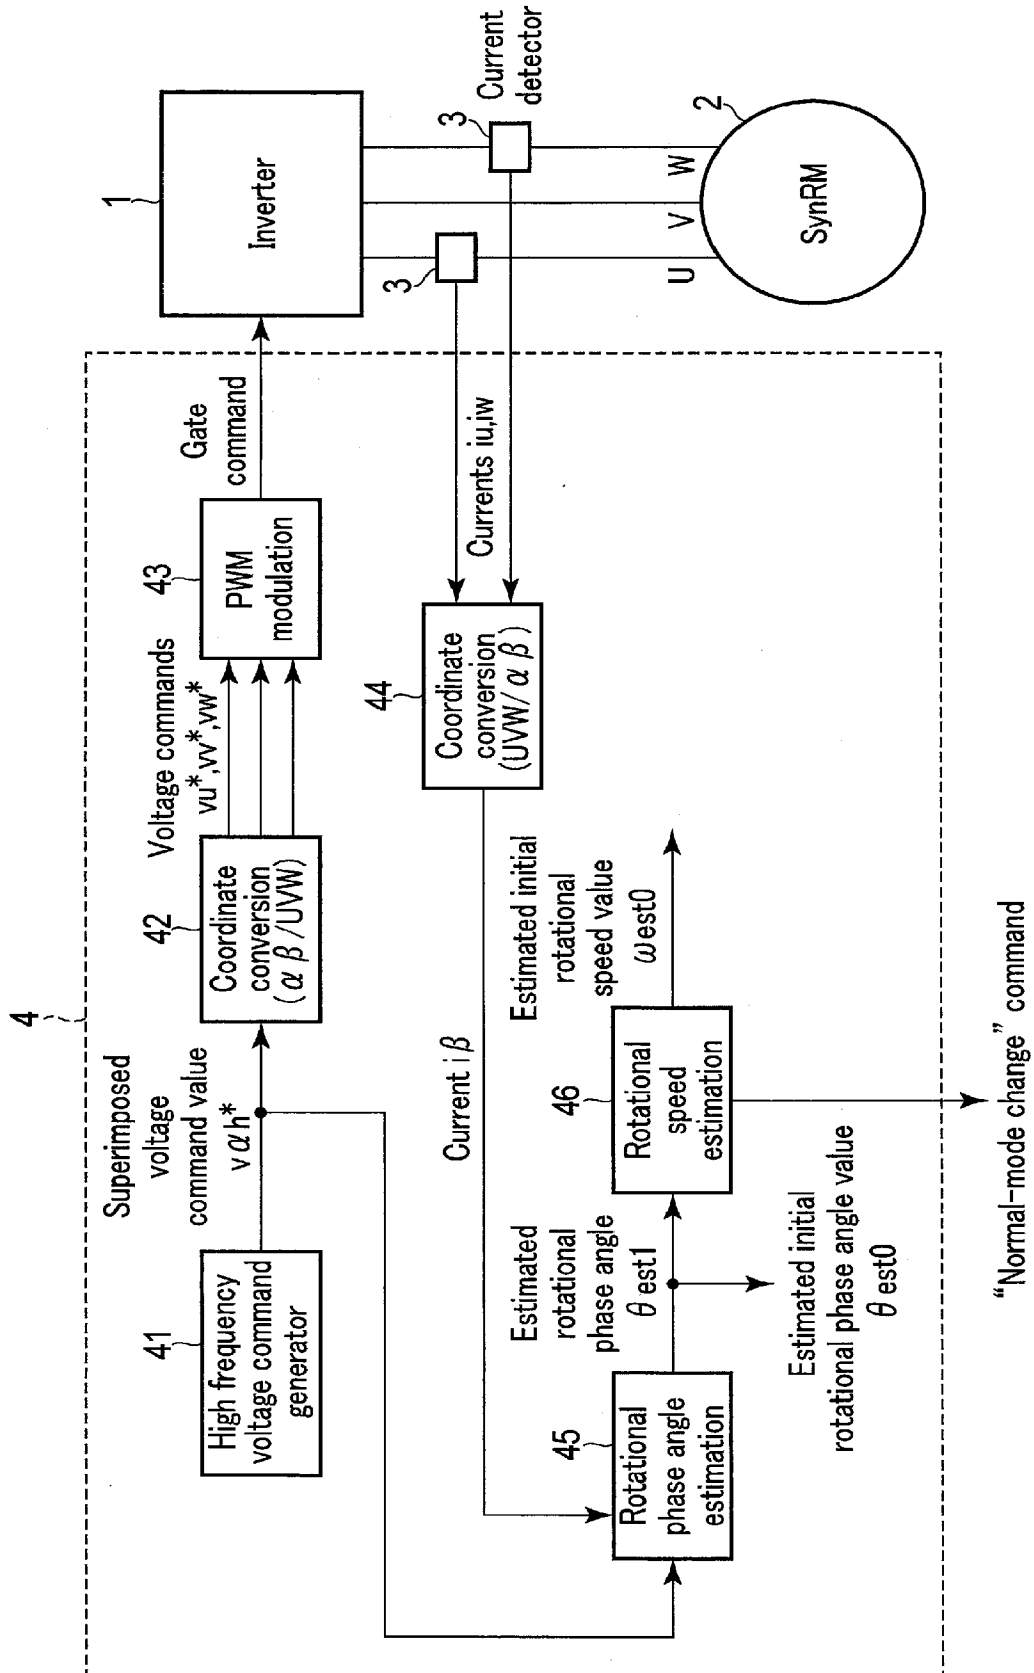 4
Superimposed
voltage
command value
vαh*
41
High frequency
voltage command
generator
42
Coordinate
conversion
(αβ/UVW)
Voltage commands
vu*,vv*,vw*
43
PWM
modulation
Gate
command
1
Inverter
3
3
Current
detector
U
V
W
2
SynRM
Currents iu,iw
44
Coordinate
conversion
(UVW/αβ)
Current iβ
45
Rotational
phase angle
estimation
Estimated
rotational
phase angle
θest1
46
Rotational
speed
estimation
Estimated initial
rotational
speed value
ωest0
Estimated initial
rotational phase angle value
θest0
“Normal-mode change” command